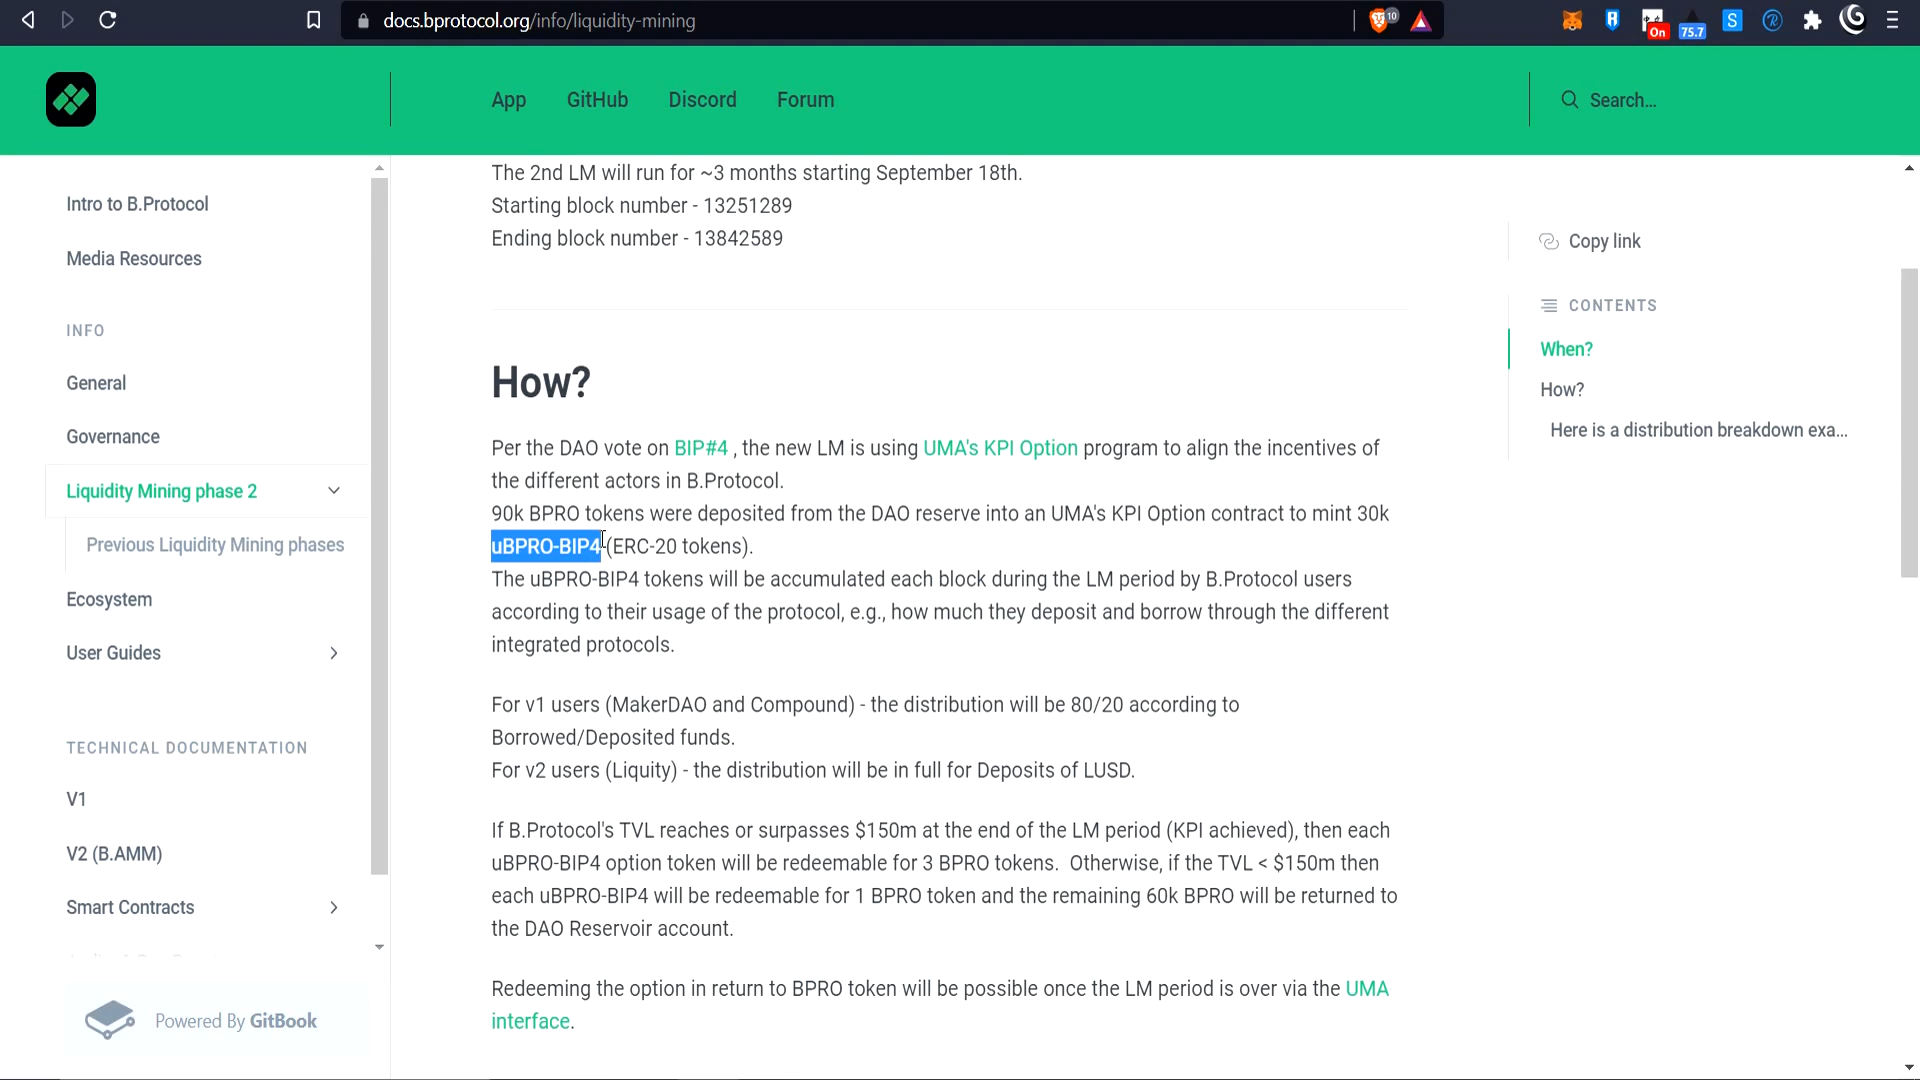 docs.bprotocol.org/info/liquidity-mining
10
On
75.7
S
App
GitHub
Discord
Forum
Search...
Intro to B.Protocol
Media Resources
INFO
General
Governance
Liquidity Mining phase 2
Previous Liquidity Mining phases
Ecosystem
User Guides
TECHNICAL DOCUMENTATION
V1
V2 (B.AMM)
Smart Contracts
Powered By GitBook
The 2nd LM will run for ~3 months starting September 18th.
Starting block number - 13251289
Ending block number - 13842589
How?
Per the DAO vote on BIP#4 , the new LM is using UMA's KPI Option program to align the incentives of
the different actors in B.Protocol.
90k BPRO tokens were deposited from the DAO reserve into an UMA's KPI Option contract to mint 30k
uBPRO-BIP4 (ERC-20 tokens).
The uBPRO-BIP4 tokens will be accumulated each block during the LM period by B.Protocol users
according to their usage of the protocol, e.g., how much they deposit and borrow through the different
integrated protocols.
For v1 users (MakerDAO and Compound) - the distribution will be 80/20 according to
Borrowed/Deposited funds.
For v2 users (Liquity) - the distribution will be in full for Deposits of LUSD.
If B.Protocol's TVL reaches or surpasses $150m at the end of the LM period (KPI achieved), then each
uBPRO-BIP4 option token will be redeemable for 3 BPRO tokens. Otherwise, if the TVL < $150m then
each uBPRO-BIP4 will be redeemable for 1 BPRO token and the remaining 60k BPRO will be returned to
the DAO Reservoir account.
Redeeming the option in return to BPRO token will be possible once the LM period is over via the UMA
interface.
Copy link
CONTENTS
When?
How?
Here is a distribution breakdown exa...